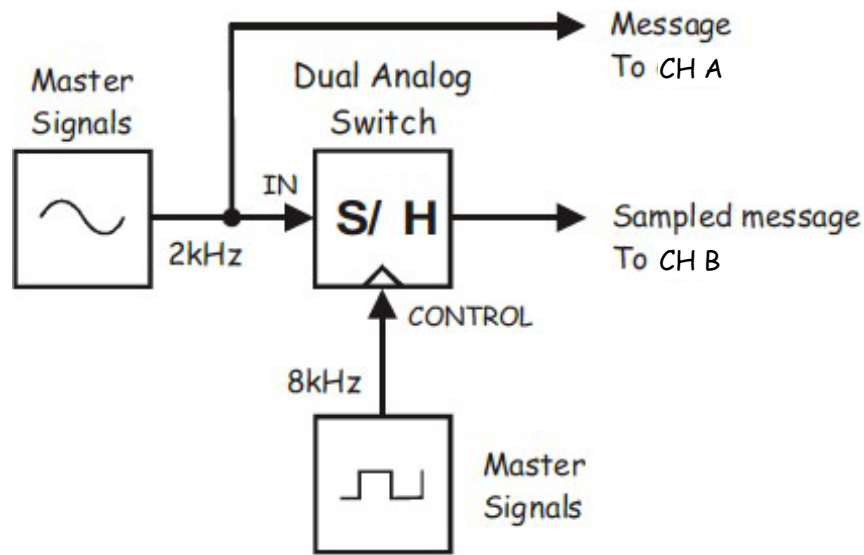 Message
To CH A
Master
Signals
Dual Analog
Switch
IN
S/ H
2kHz
Sampled message
To CH B
CONTROL
8kHz
Master
Signals